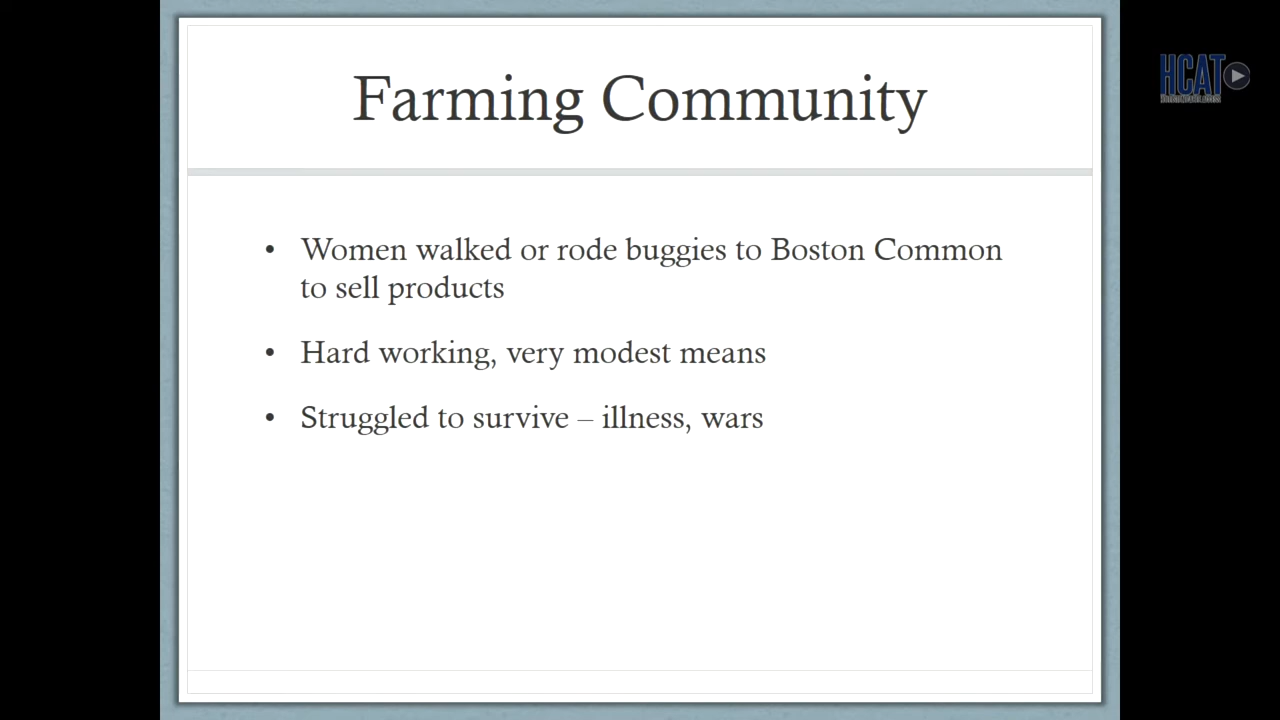 Farming Community
HCAT
• Women walked or rode buggies to Boston Common
to sell products
• Hard working, very modest means
• Struggled to survive – illness, wars